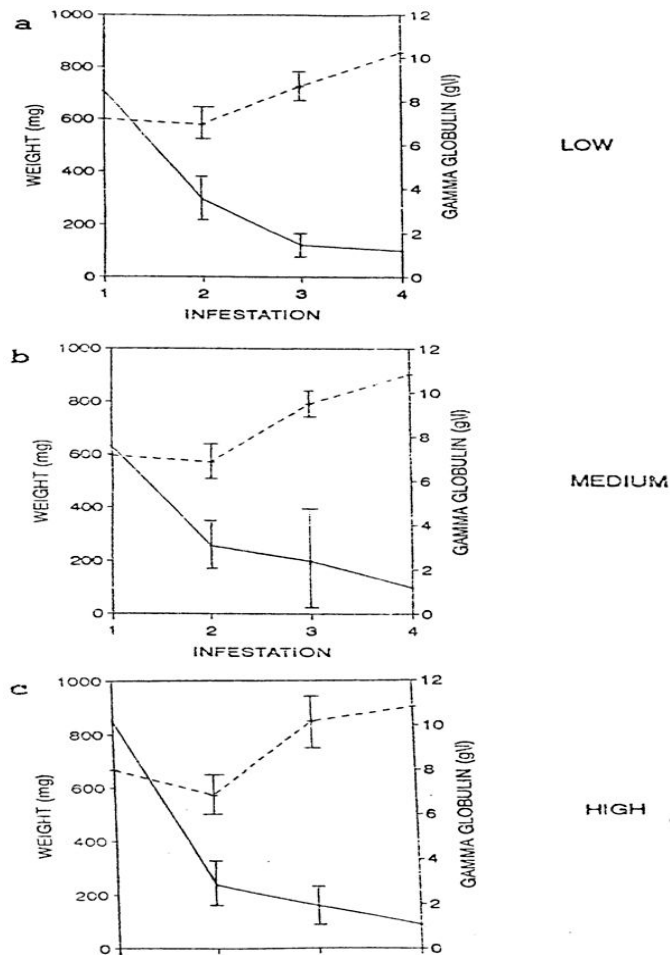 a
1000
800
600
400
200
0
WEIGHT (mg)
12
10
8
6
4
2
0
GAMMA GLOBULIN (g\l)
1 2 3 4
INFESTATION
LOW
b
1000
800
600
400
200
0
WEIGHT (mg)
12
10
8
6
4
2
0
GAMMA GLOBULIN (g\l)
1 2 3 4
INFESTATION
MEDIUM
c
1000
800
600
400
200
0
WEIGHT (mg)
12
10
8
6
4
2
0
GAMMA GLOBULIN (g\l)
HIGH